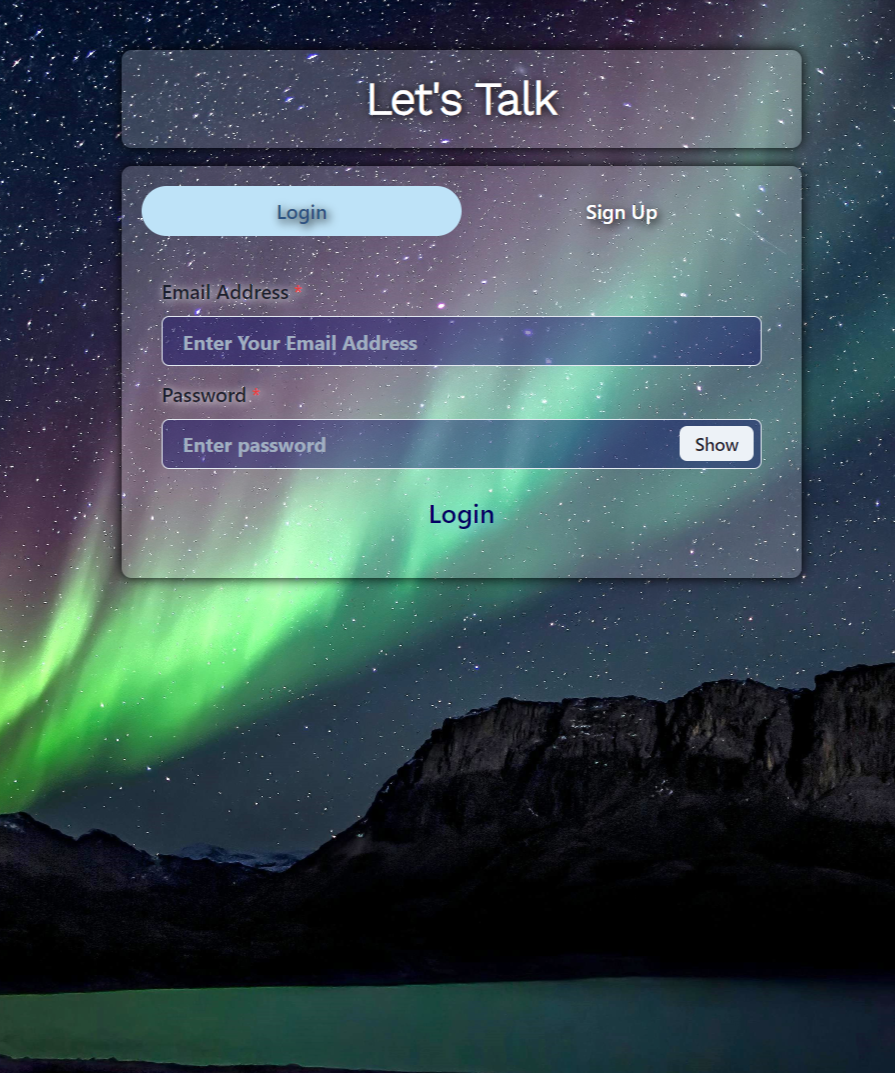 Let's Talk
Login
Sign Up
Email Address *
Enter Your Email Address
Password *
Enter password
Show
Login